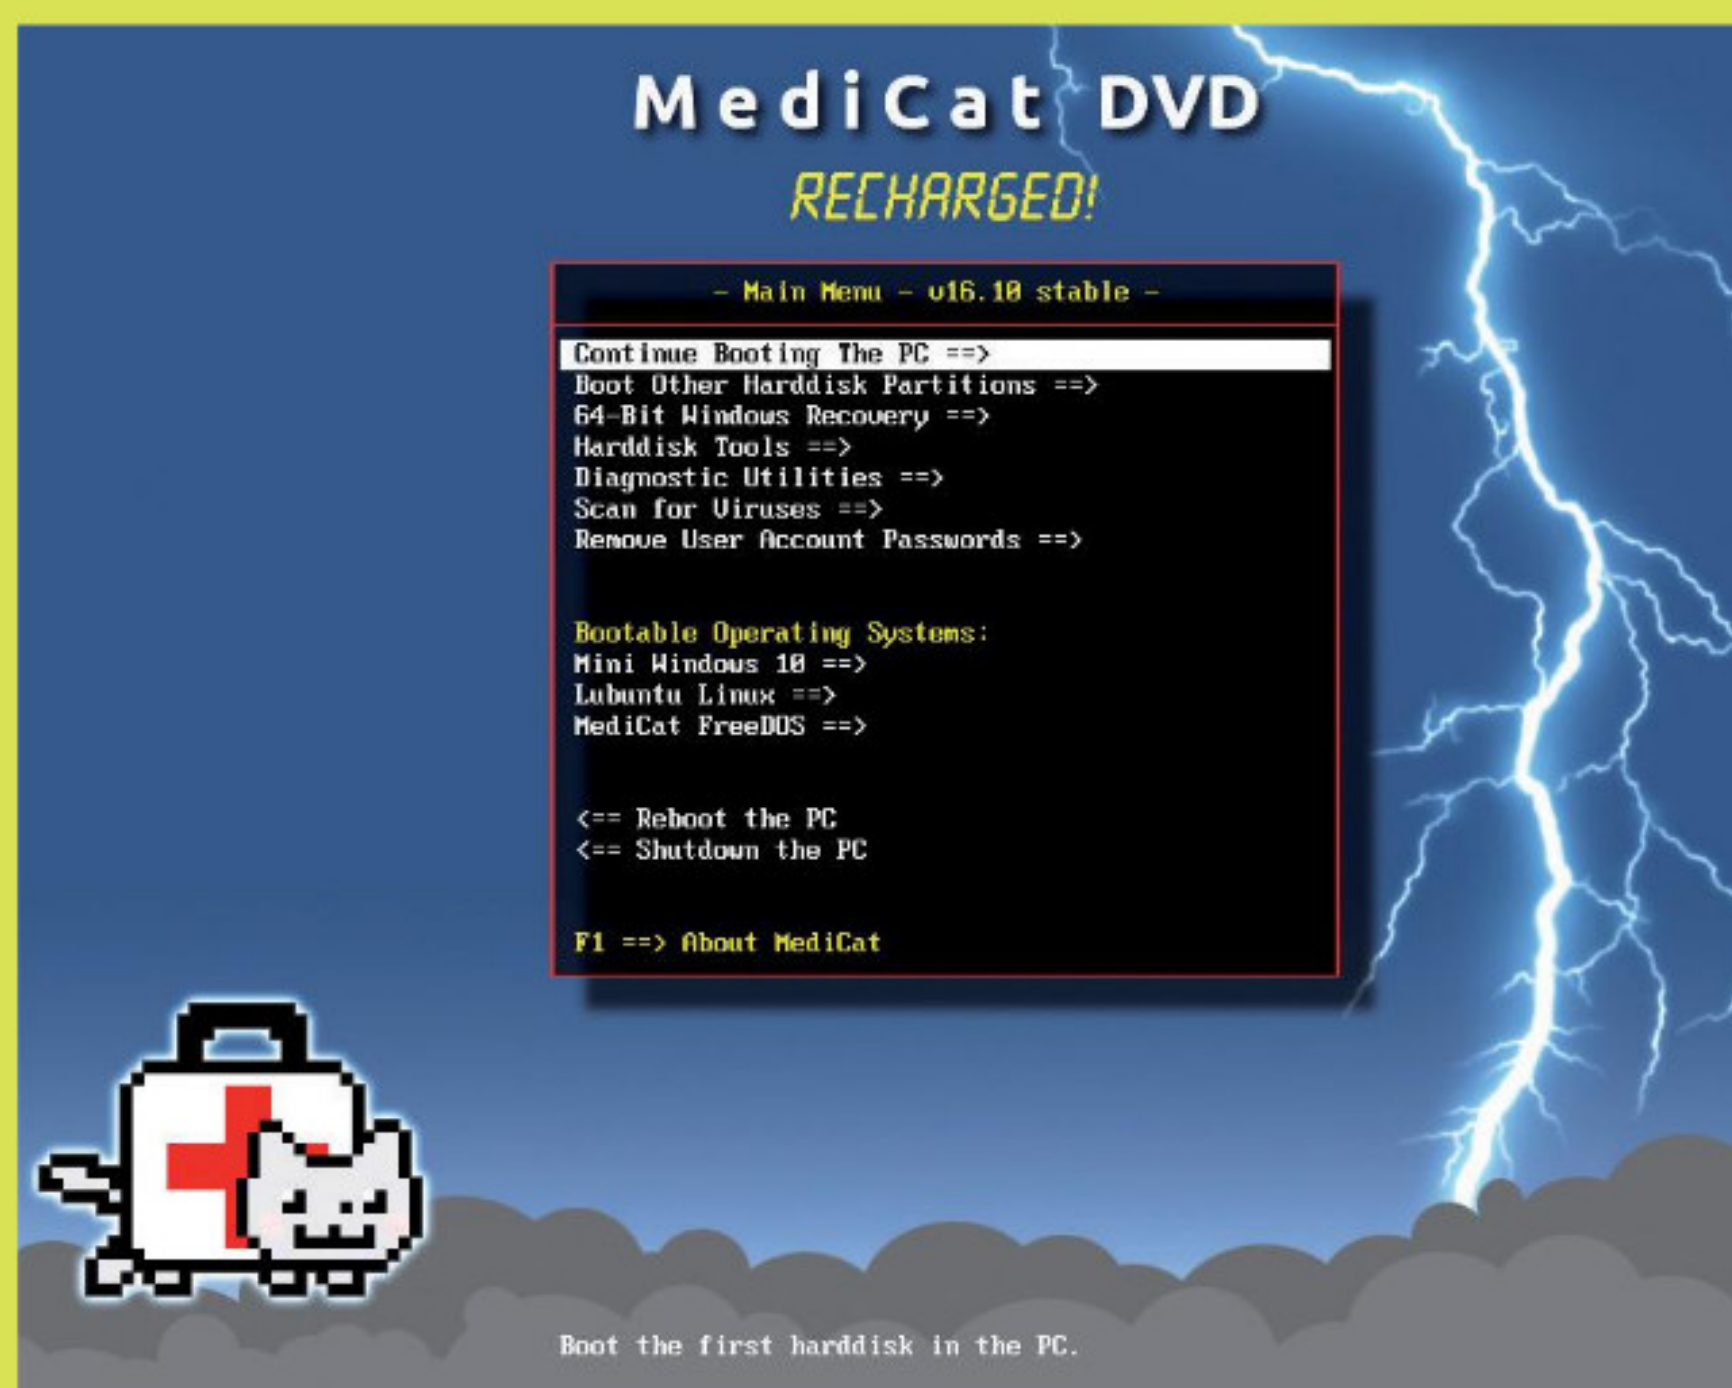 MediCat DVD
RECHARGED!
- Main Menu - v16.10 stable -
Continue Booting The PC ==>
Boot Other Harddisk Partitions ==>
64-Bit Windows Recovery ==>
Harddisk Tools ==>
Diagnostic Utilities ==>
Scan for Viruses ==>
Remove User Account Passwords ==>
Bootable Operating Systems:
Mini Windows 10 ==>
Lubuntu Linux ==>
MediCat FreeDOS ==>
<== Reboot the PC
<== Shutdown the PC
F1 ==> About MediCat
Boot the first harddisk in the PC.